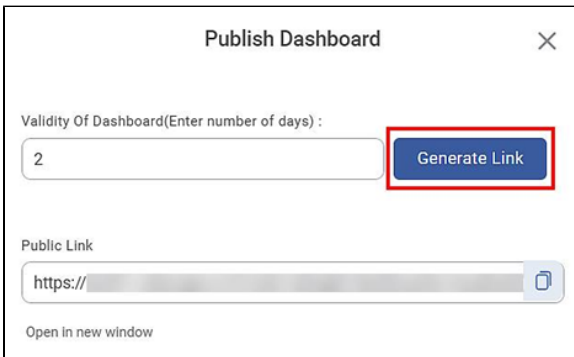 Publish Dashboard
Validity Of Dashboard(Enter number of days) :
2
Generate Link
Public Link
https://
Open in new window